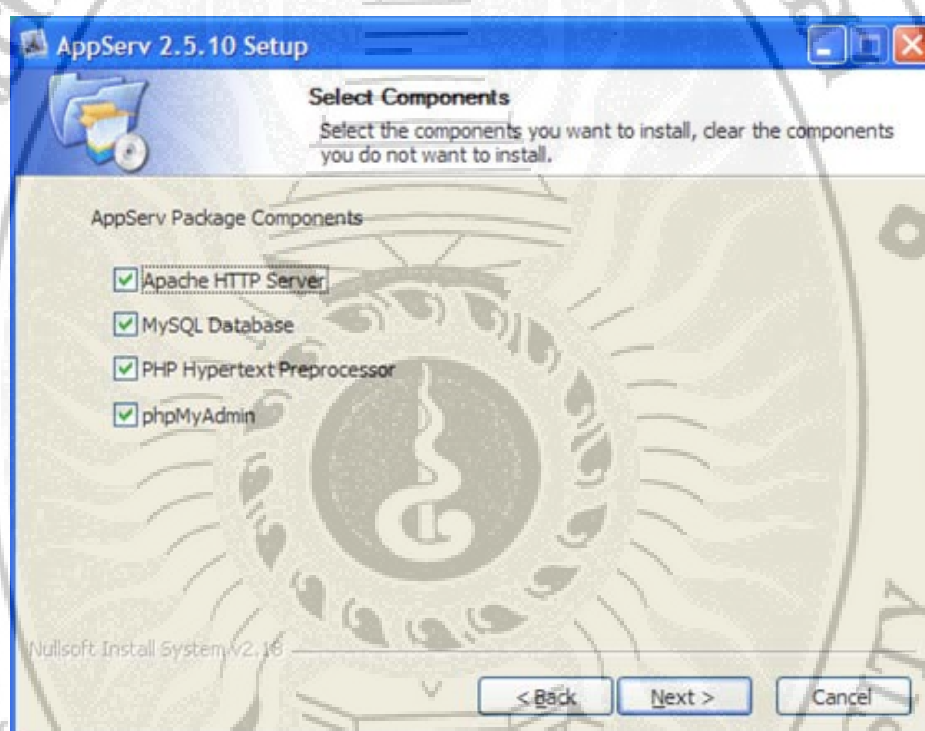 AppServ 2.5.10 Setup
Select Components
Select the components you want to install, clear the components
you do not want to install.
AppServ Package Components
Apache HTTP Server
MySQL Database
PHP Hypertext Preprocessor
phpMyAdmin
Nullsoft Install System v2.18
< Back Next > Cancel